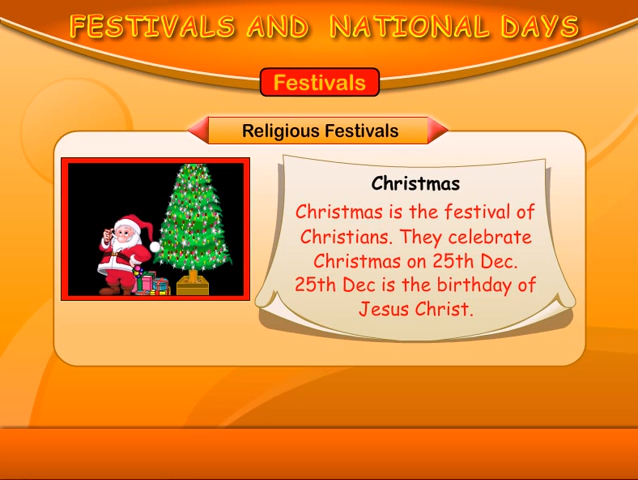 FESTIVALS AND NATIONAL DAYS
Festivals
Religious Festivals
Christmas
Christmas is the festival of
Christians. They celebrate
Christmas on 25th Dec.
25th Dec is the birthday of
Jesus Christ.